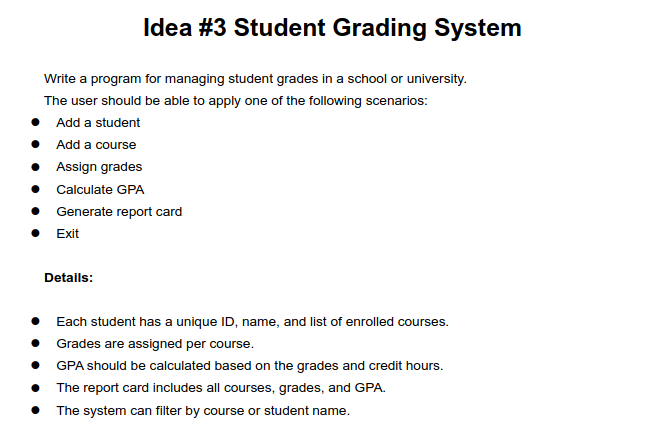 Idea #3 Student Grading System
Write a program for managing student grades in a school or university.
The user should be able to apply one of the following scenarios:
● Add a student
● Add a course
● Assign grades
● Calculate GPA
● Generate report card
● Exit
Details:
● Each student has a unique ID, name, and list of enrolled courses.
● Grades are assigned per course.
● GPA should be calculated based on the grades and credit hours.
● The report card includes all courses, grades, and GPA.
● The system can filter by course or student name.